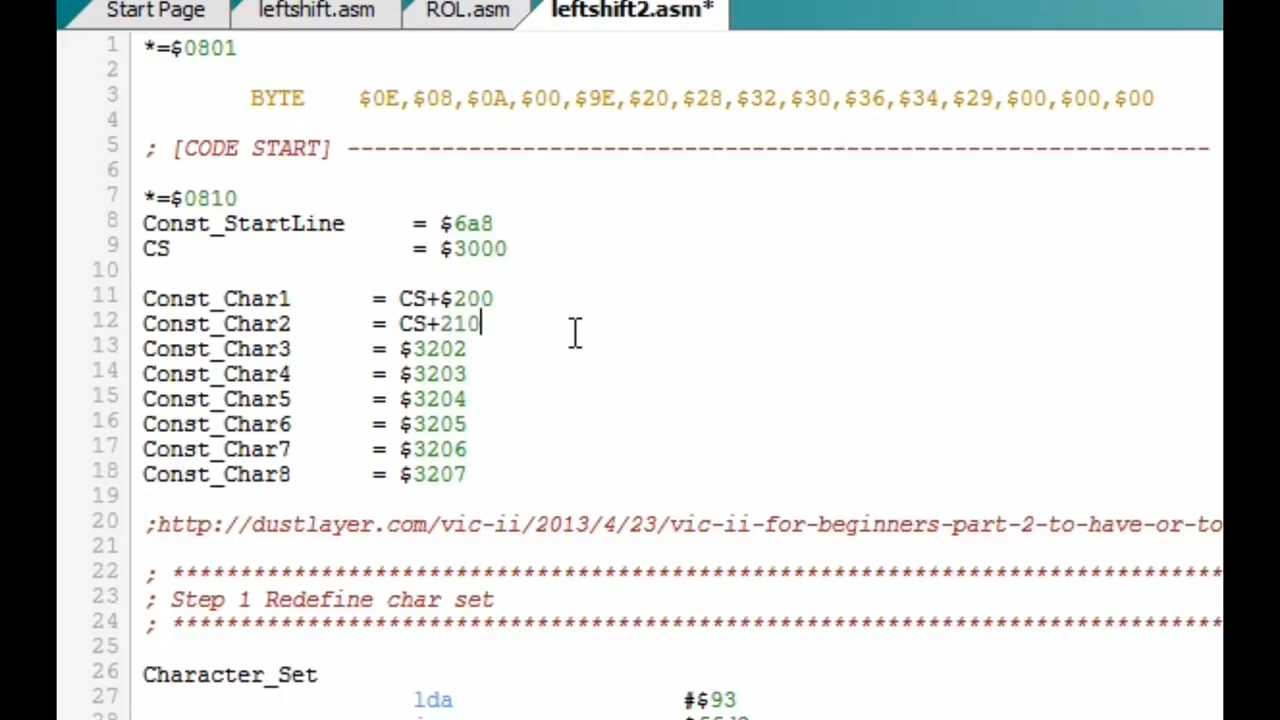 Start Page leftshift.asm ROL.asm leftshift2.asm*
1 *=$0801
2
3 BYTE $0E,$08,$0A,$00,$9E,$20,$28,$32,$30,$36,$34,$29,$00,$00,$00
4
5 ; [CODE START] ----------------------------------------------------------------
6
7 *=$0810
8 Const_StartLine = $6a8
9 CS = $3000
10
11 Const_Char1 = CS+$200
12 Const_Char2 = CS+210
13 Const_Char3 = $3202
14 Const_Char4 = $3203
15 Const_Char5 = $3204
16 Const_Char6 = $3205
17 Const_Char7 = $3206
18 Const_Char8 = $3207
19
20 ;http://dustlayer.com/vic-ii/2013/4/23/vic-ii-for-beginners-part-2-to-have-or-to
21
22 ; ******************************************************************************
23 ; Step 1 Redefine char set
24 ; ******************************************************************************
25
26 Character_Set
27 lda #$93